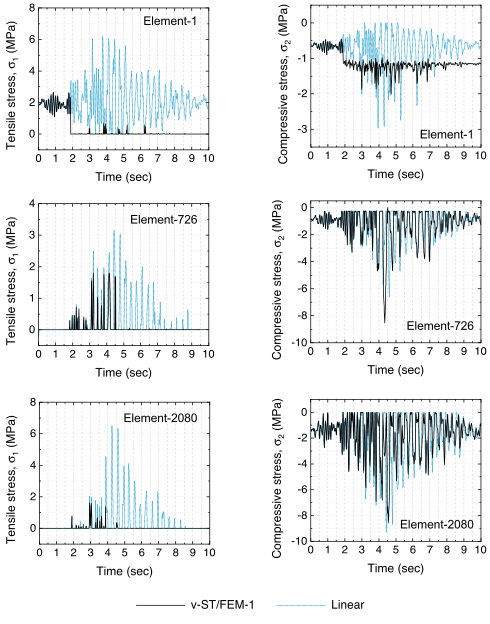 Tensile stress, σ1 (MPa)
8
6
4
2
0
Element-1
0 1 2 3 4 5 6 7 8 9 10
Time (sec)
Compressive stress, σ2 (MPa)
0
-1
-2
-3
Element-1
0 1 2 3 4 5 6 7 8 9 10
Time (sec)
Tensile stress, σ1 (MPa)
4
3
2
1
0
Element-726
0 1 2 3 4 5 6 7 8 9 10
Time (sec)
Compressive stress, σ2 (MPa)
0
-2
-4
-6
-8
-10
Element-726
0 1 2 3 4 5 6 7 8 9 10
Time (sec)
Tensile stress, σ1 (MPa)
8
6
4
2
0
Element-2080
0 1 2 3 4 5 6 7 8 9 10
Time (sec)
Compressive stress, σ2 (MPa)
0
-2
-4
-6
-8
-10
Element-2080
0 1 2 3 4 5 6 7 8 9 10
Time (sec)
v-ST/FEM-1 Linear